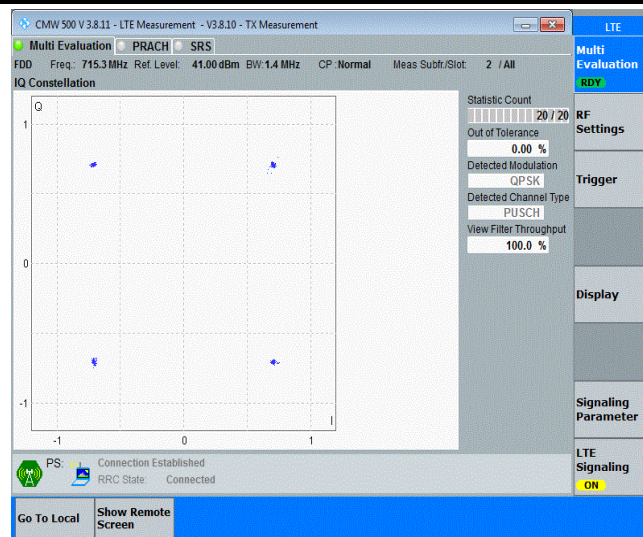 CMW 500 V 3.8.11 - LTE Measurement - V3.8.10 - TX Measurement
LTE
Multi Evaluation PRACH SRS
FDD Freq.: 715.3 MHz Ref. Level: 41.00 dBm BW: 1.4 MHz CP : Normal Meas Subfr./Slot: 2 / All
IQ Constellation
Q
1
0
-1
I
-1 0 1
Statistic Count
20 / 20
Out of Tolerance
0.00 %
Detected Modulation
QPSK
Detected Channel Type
PUSCH
View Filter Throughput
100.0 %
Multi
Evaluation
RDY
RF
Settings
Trigger
Display
Signaling
Parameter
LTE
Signaling
ON
PS: Connection Established
RRC State: Connected
Go To Local
Show Remote
Screen